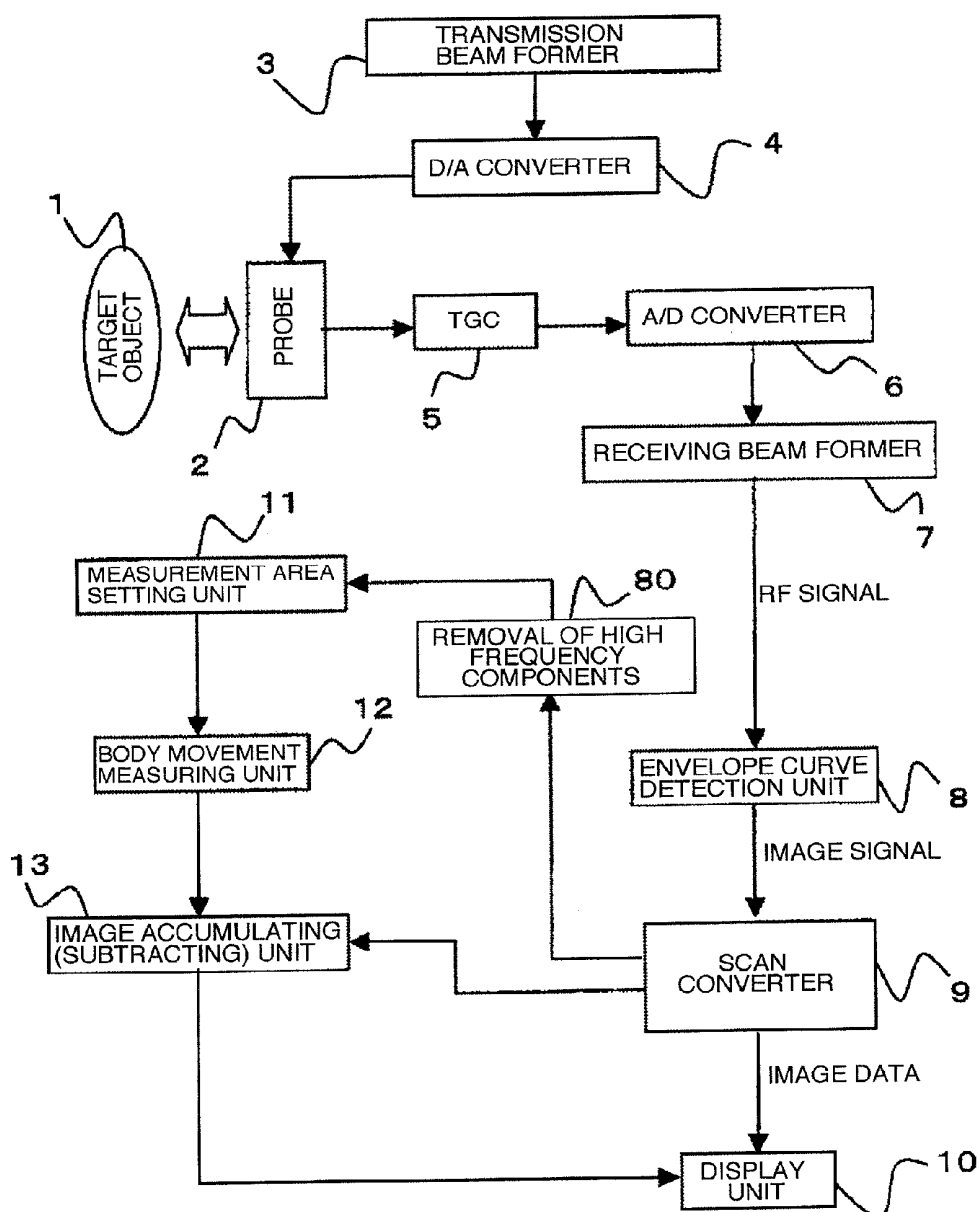 TRANSMISSION
BEAM FORMER
3
D/A CONVERTER
4
1
TARGET
OBJECT
PROBE
2
TGC
5
A/D CONVERTER
6
RECEIVING BEAM FORMER
7
RF SIGNAL
11
MEASUREMENT AREA
SETTING UNIT
80
REMOVAL OF HIGH
FREQUENCY
COMPONENTS
12
BODY MOVEMENT
MEASURING UNIT
ENVELOPE CURVE
DETECTION UNIT
8
IMAGE SIGNAL
13
IMAGE ACCUMULATING
(SUBTRACTING) UNIT
SCAN
CONVERTER
9
IMAGE DATA
DISPLAY
UNIT
10